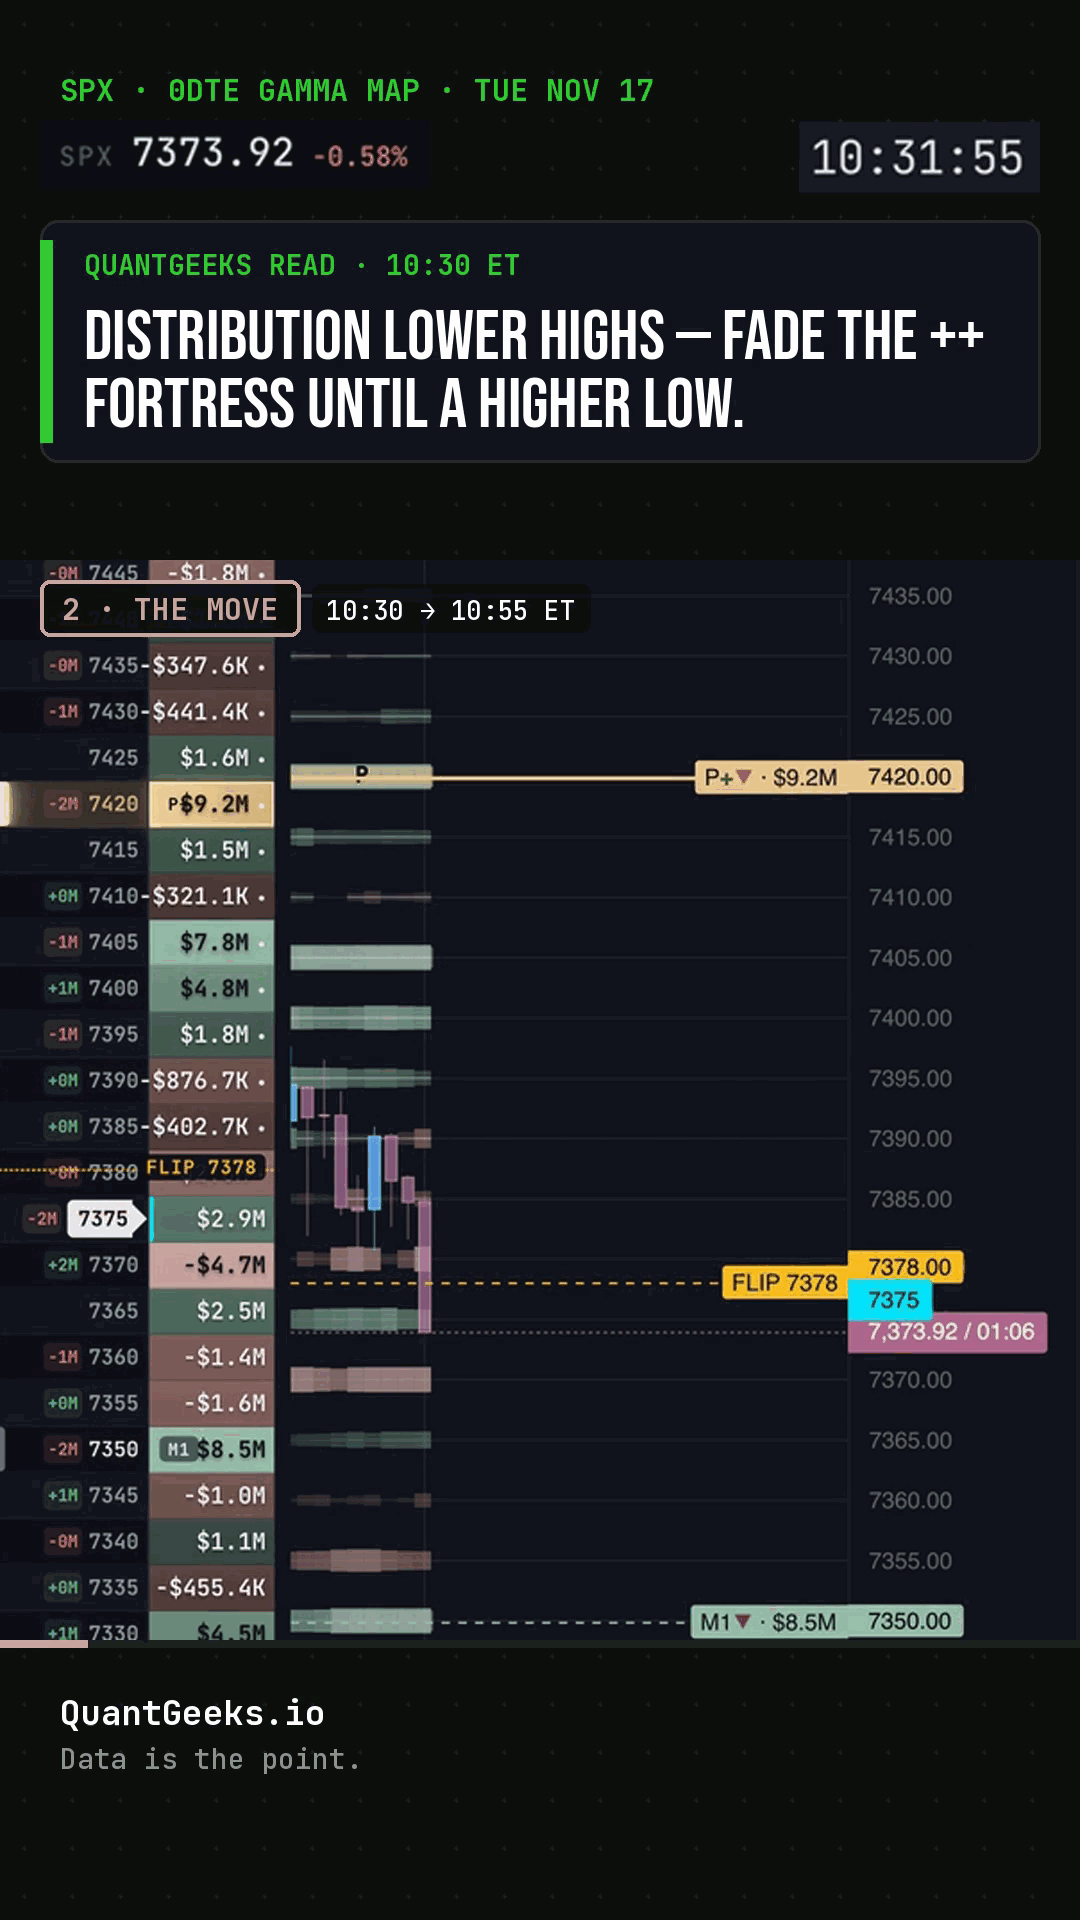 SPX · 0DTE GAMMA MAP · TUE NOV 17
SPX 7373.92 -0.58%
10:31:55
QUANTGEEKS READ · 10:30 ET
DISTRIBUTION LOWER HIGHS — FADE THE ++
FORTRESS UNTIL A HIGHER LOW.
-0M 7445 -$1.8M
2 · THE MOVE
10:30 → 10:55 ET
-0M 7435 -$347.6K
-1M 7430 -$441.4K
7425 $1.6M
-2M 7420 P $9.2M
7415 $1.5M
+0M 7410 -$321.1K
-1M 7405 $7.8M
+1M 7400 $4.8M
-1M 7395 $1.8M
+0M 7390 -$876.7K
+0M 7385 -$402.7K
-0M 7380 FLIP 7378
-2M 7375 $2.9M
+2M 7370 -$4.7M
7365 $2.5M
-1M 7360 -$1.4M
+0M 7355 -$1.6M
-2M 7350 M1 $8.5M
+1M 7345 -$1.0M
-0M 7340 $1.1M
+0M 7335 -$455.4K
+1M 7330 $4.5M
P
7435.00
7430.00
7425.00
P+▼ · $9.2M 7420.00
7415.00
7410.00
7405.00
7400.00
7395.00
7390.00
7385.00
FLIP 7378 7378.00
7375
7,373.92 / 01:06
7370.00
7365.00
7360.00
7355.00
M1▼ · $8.5M 7350.00
QuantGeeks.io
Data is the point.